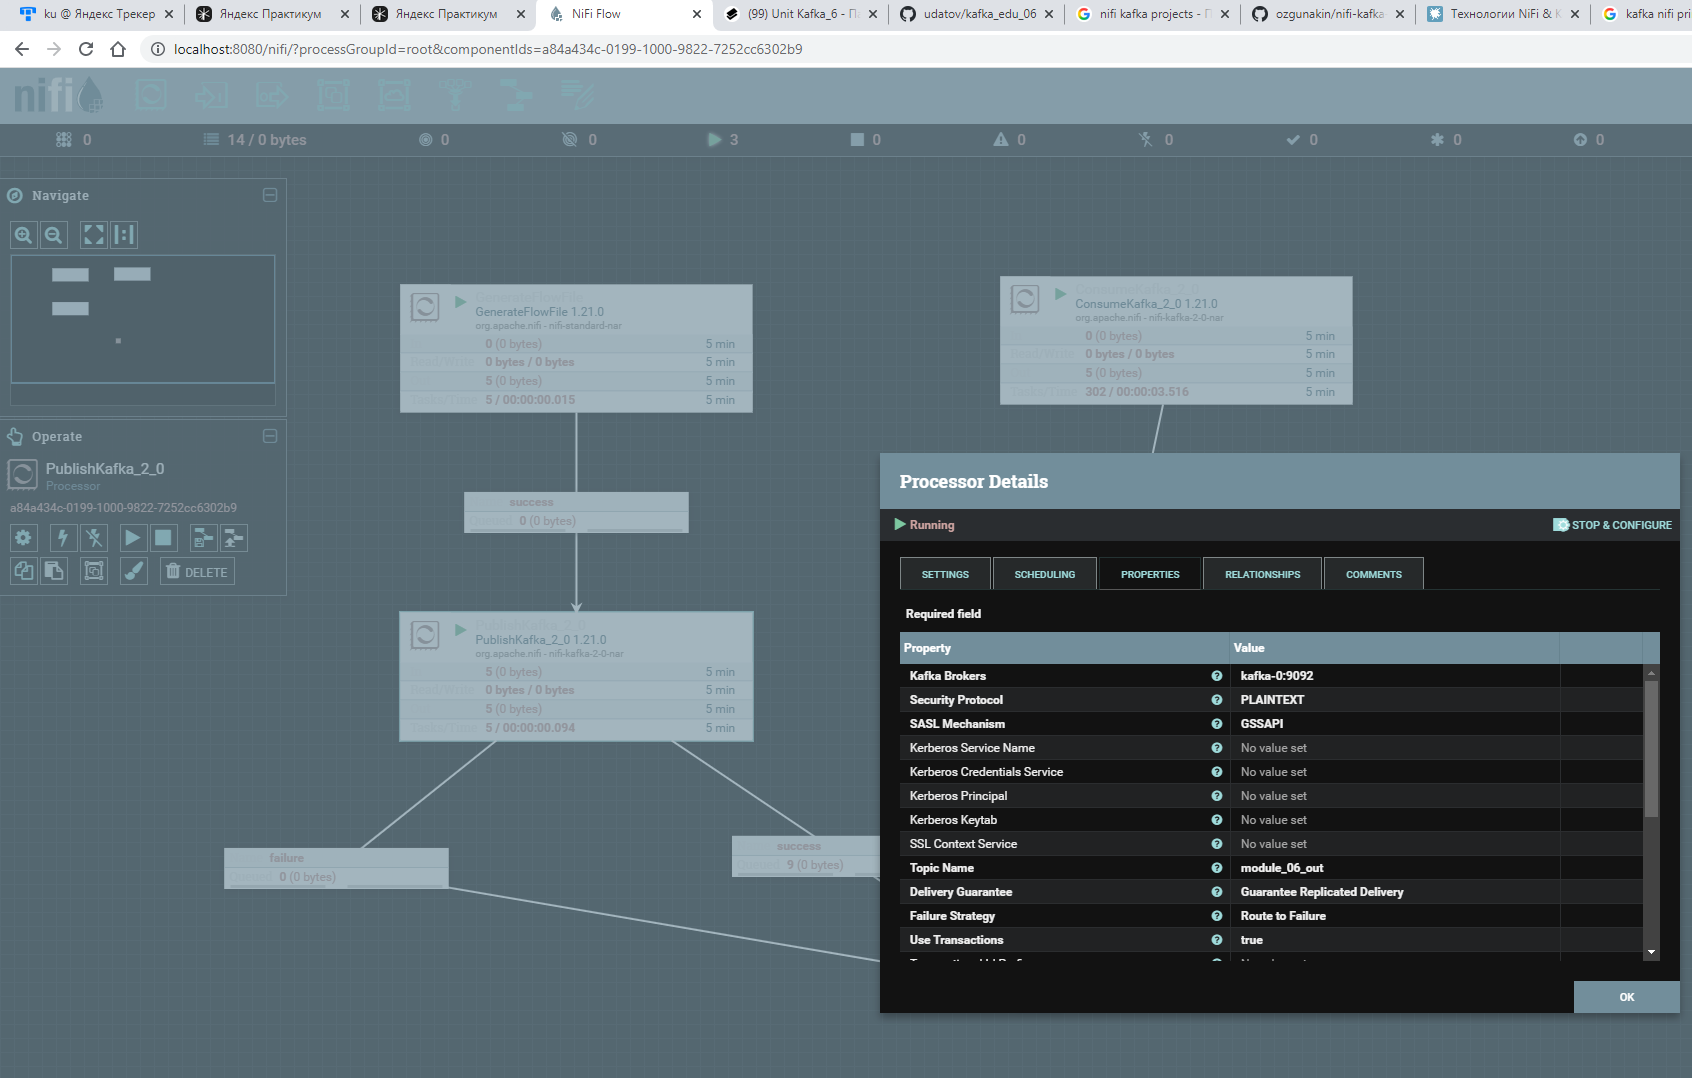 ku @ Яндекс Трекер
Яндекс Практикум
Яндекс Практикум
NiFi Flow
(99) Unit Kafka_6 - П
udatov/kafka_edu_06
nifi kafka projects - П
ozgunakin/nifi-kafka
Технологии NiFi & К
kafka nifi pri
localhost:8080/nifi/?processGroupId=root&componentIds=a84a434c-0199-1000-9822-7252cc6302b9
nifi
0
14 / 0 bytes
0
0
3
0
0
0
0
0
0
Navigate
Operate
PublishKafka_2_0
Processor
a84a434c-0199-1000-9822-7252cc6302b9
DELETE
GenerateFlowFile
GenerateFlowFile 1.21.0
org.apache.nifi - nifi-standard-nar
0 (0 bytes) 5 min
Read/Write 0 bytes / 0 bytes 5 min
5 (0 bytes) 5 min
Tasks/Time 5 / 00:00:00.015 5 min
ConsumeKafka_2_0
ConsumeKafka_2_0 1.21.0
org.apache.nifi - nifi-kafka-2-0-nar
0 (0 bytes) 5 min
Read/Write 0 bytes / 0 bytes 5 min
5 (0 bytes) 5 min
Tasks/Time 302 / 00:00:03.516 5 min
success
Queued 0 (0 bytes)
PublishKafka_2_0
PublishKafka_2_0 1.21.0
org.apache.nifi - nifi-kafka-2-0-nar
5 (0 bytes) 5 min
Read/Write 0 bytes / 0 bytes 5 min
5 (0 bytes) 5 min
Tasks/Time 5 / 00:00:00.094 5 min
failure
Queued 0 (0 bytes)
success
Queued 9 (0 bytes)
Processor Details
Running
STOP & CONFIGURE
SETTINGS
SCHEDULING
PROPERTIES
RELATIONSHIPS
COMMENTS
Required field
Property Value
Kafka Brokers kafka-0:9092
Security Protocol PLAINTEXT
SASL Mechanism GSSAPI
Kerberos Service Name No value set
Kerberos Credentials Service No value set
Kerberos Principal No value set
Kerberos Keytab No value set
SSL Context Service No value set
Topic Name module_06_out
Delivery Guarantee Guarantee Replicated Delivery
Failure Strategy Route to Failure
Use Transactions true
OK